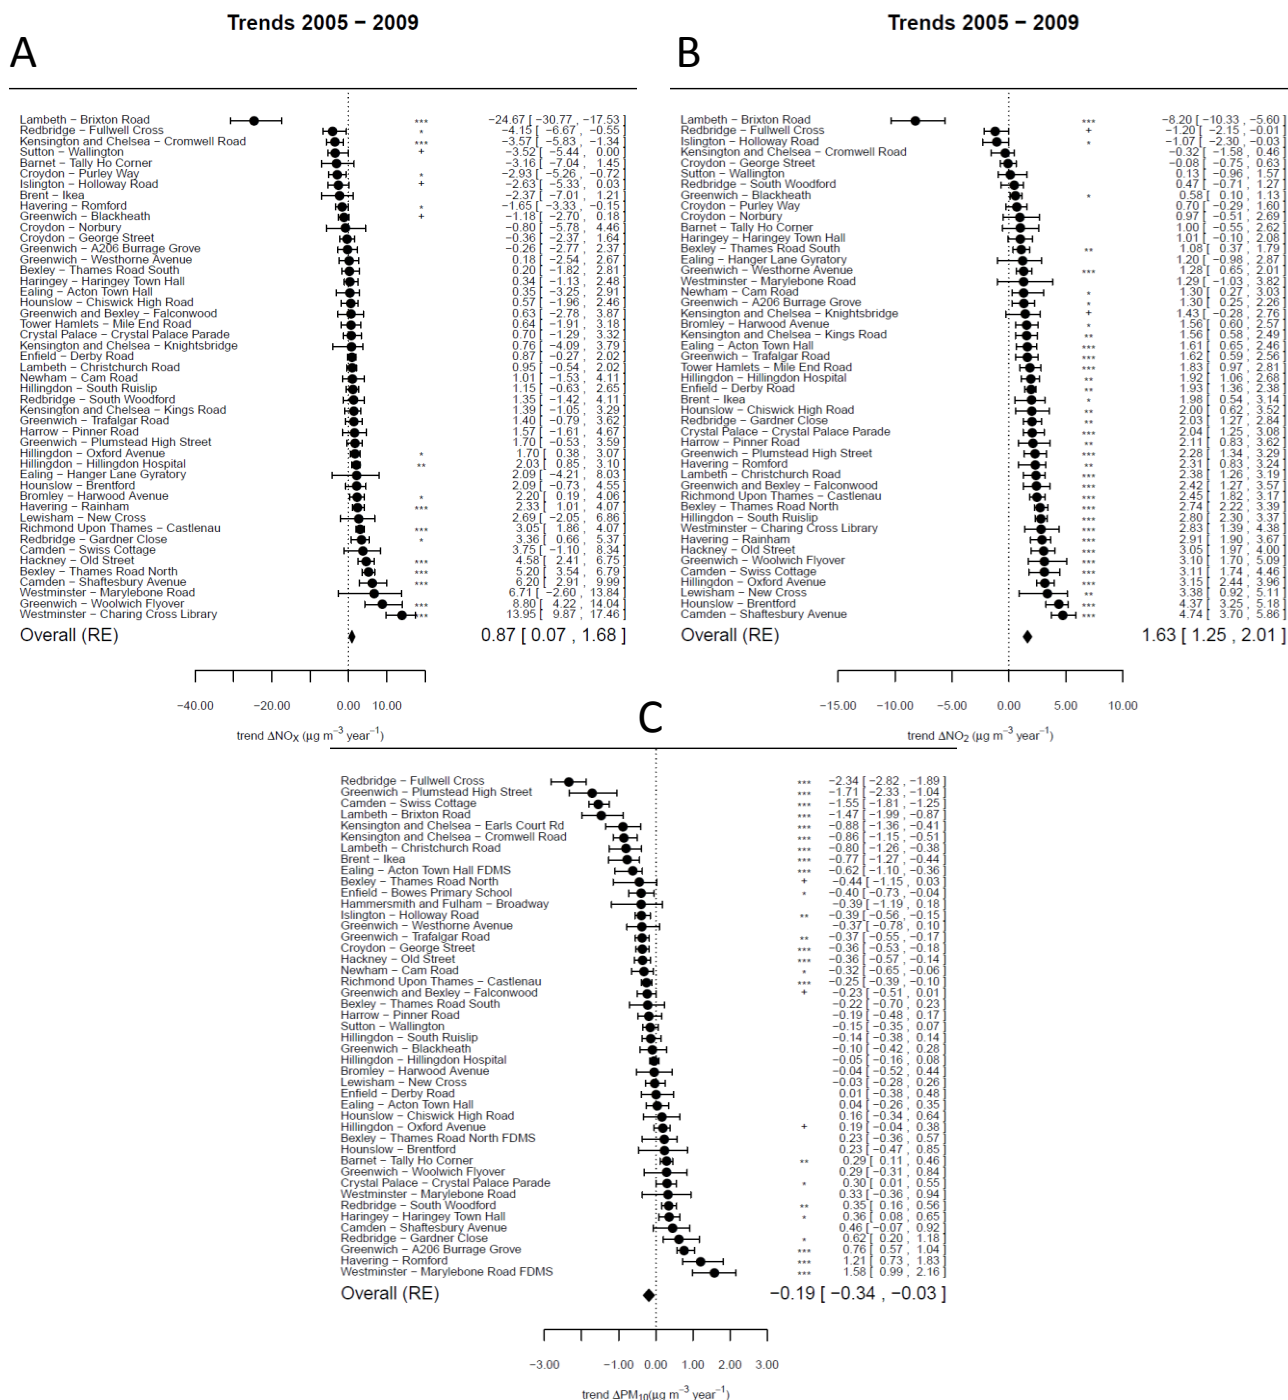 Trends 2005 − 2009
A
Lambeth − Brixton Road *** −24.67 [ −30.77 , −17.53 ]
Redbridge − Fullwell Cross * −4.15 [ −6.67 , −0.55 ]
Kensington and Chelsea − Cromwell Road *** −3.57 [ −5.83 , −1.34 ]
Sutton − Wallington + −3.52 [ −5.44 , 0.00 ]
Barnet − Tally Ho Corner −3.16 [ −7.04 , 1.45 ]
Croydon − Purley Way * −2.93 [ −5.26 , −0.72 ]
Islington − Holloway Road + −2.63 [ −5.33 , 0.03 ]
Brent − Ikea −2.37 [ −7.01 , 1.21 ]
Havering − Romford * −1.65 [ −3.33 , −0.15 ]
Greenwich − Blackheath + −1.18 [ −2.70 , 0.18 ]
Croydon − Norbury −0.80 [ −5.78 , 4.46 ]
Croydon − George Street −0.36 [ −2.37 , 1.64 ]
Greenwich − A206 Burrage Grove −0.26 [ −2.77 , 2.37 ]
Greenwich − Westhorne Avenue 0.18 [ −2.54 , 2.67 ]
Bexley − Thames Road South 0.20 [ −1.82 , 2.81 ]
Haringey − Haringey Town Hall 0.34 [ −1.13 , 2.48 ]
Ealing − Acton Town Hall 0.35 [ −3.25 , 2.91 ]
Hounslow − Chiswick High Road 0.57 [ −1.96 , 2.46 ]
Greenwich and Bexley − Falconwood 0.63 [ −2.78 , 3.87 ]
Tower Hamlets − Mile End Road 0.64 [ −1.91 , 3.18 ]
Crystal Palace − Crystal Palace Parade 0.70 [ −1.29 , 3.32 ]
Kensington and Chelsea − Knightsbridge 0.76 [ −4.09 , 3.79 ]
Enfield − Derby Road 0.87 [ −0.27 , 2.02 ]
Lambeth − Christchurch Road 0.95 [ −0.54 , 2.02 ]
Newham − Cam Road 1.01 [ −1.53 , 4.11 ]
Hillingdon − South Ruislip 1.15 [ −0.63 , 2.65 ]
Redbridge − South Woodford 1.35 [ −1.42 , 4.11 ]
Kensington and Chelsea − Kings Road 1.39 [ −1.05 , 3.29 ]
Greenwich − Trafalgar Road 1.40 [ −0.79 , 3.62 ]
Harrow − Pinner Road 1.57 [ −1.61 , 4.67 ]
Greenwich − Plumstead High Street 1.70 [ −0.53 , 3.59 ]
Hillingdon − Oxford Avenue * 1.70 [ 0.38 , 3.07 ]
Hillingdon − Hillingdon Hospital ** 2.03 [ 0.85 , 3.10 ]
Ealing − Hanger Lane Gyratory 2.09 [ −4.21 , 8.03 ]
Hounslow − Brentford 2.09 [ −0.73 , 4.55 ]
Bromley − Harwood Avenue * 2.20 [ 0.19 , 4.06 ]
Havering − Rainham *** 2.33 [ 1.01 , 4.07 ]
Lewisham − New Cross 2.69 [ −2.05 , 6.86 ]
Richmond Upon Thames − Castlenau *** 3.05 [ 1.86 , 4.07 ]
Redbridge − Gardner Close * 3.36 [ 0.66 , 5.37 ]
Camden − Swiss Cottage 3.75 [ −1.10 , 8.34 ]
Hackney − Old Street *** 4.58 [ 2.41 , 6.75 ]
Bexley − Thames Road North *** 5.20 [ 3.54 , 6.79 ]
Camden − Shaftesbury Avenue *** 6.20 [ 2.91 , 9.99 ]
Westminster − Marylebone Road 6.71 [ −2.60 , 13.84 ]
Greenwich − Woolwich Flyover *** 8.80 [ 4.22 , 14.04 ]
Westminster − Charing Cross Library *** 13.95 [ 9.87 , 17.46 ]
Overall (RE) 0.87 [ 0.07 , 1.68 ]
−40.00 −20.00 0.00 10.00
trend ΔNOX (µg m−3 year−1)
Trends 2005 − 2009
B
Lambeth − Brixton Road *** −8.20 [ −10.33 , −5.60 ]
Redbridge − Fullwell Cross + −1.20 [ −2.15 , −0.01 ]
Islington − Holloway Road * −1.07 [ −2.30 , −0.03 ]
Kensington and Chelsea − Cromwell Road −0.32 [ −1.58 , 0.46 ]
Croydon − George Street −0.08 [ −0.75 , 0.63 ]
Sutton − Wallington 0.13 [ −0.96 , 1.57 ]
Redbridge − South Woodford 0.47 [ −0.71 , 1.27 ]
Greenwich − Blackheath * 0.58 [ 0.10 , 1.13 ]
Croydon − Purley Way 0.70 [ −0.29 , 1.60 ]
Croydon − Norbury 0.97 [ −0.51 , 2.69 ]
Barnet − Tally Ho Corner 1.00 [ −0.55 , 2.62 ]
Haringey − Haringey Town Hall 1.01 [ −0.10 , 2.08 ]
Bexley − Thames Road South ** 1.08 [ 0.37 , 1.79 ]
Ealing − Hanger Lane Gyratory 1.20 [ −0.98 , 2.87 ]
Greenwich − Westhorne Avenue *** 1.28 [ 0.65 , 2.01 ]
Westminster − Marylebone Road 1.29 [ −1.03 , 3.82 ]
Newham − Cam Road * 1.30 [ 0.27 , 3.03 ]
Greenwich − A206 Burrage Grove * 1.30 [ 0.25 , 2.26 ]
Kensington and Chelsea − Knightsbridge + 1.43 [ −0.28 , 2.76 ]
Bromley − Harwood Avenue * 1.56 [ 0.60 , 2.57 ]
Kensington and Chelsea − Kings Road ** 1.56 [ 0.58 , 2.49 ]
Ealing − Acton Town Hall *** 1.61 [ 0.65 , 2.46 ]
Greenwich − Trafalgar Road *** 1.62 [ 0.59 , 2.56 ]
Tower Hamlets − Mile End Road *** 1.83 [ 0.97 , 2.81 ]
Hillingdon − Hillingdon Hospital ** 1.92 [ 1.06 , 2.68 ]
Enfield − Derby Road ** 1.93 [ 1.36 , 2.38 ]
Brent − Ikea * 1.98 [ 0.54 , 3.14 ]
Hounslow − Chiswick High Road ** 2.00 [ 0.62 , 3.52 ]
Redbridge − Gardner Close ** 2.03 [ 1.27 , 2.84 ]
Crystal Palace − Crystal Palace Parade *** 2.04 [ 1.25 , 3.08 ]
Harrow − Pinner Road ** 2.11 [ 0.83 , 3.62 ]
Greenwich − Plumstead High Street *** 2.28 [ 1.34 , 3.29 ]
Havering − Romford ** 2.31 [ 0.83 , 3.24 ]
Lambeth − Christchurch Road *** 2.38 [ 1.26 , 3.19 ]
Greenwich and Bexley − Falconwood *** 2.42 [ 1.27 , 3.57 ]
Richmond Upon Thames − Castlenau *** 2.45 [ 1.82 , 3.17 ]
Bexley − Thames Road North *** 2.74 [ 2.22 , 3.39 ]
Hillingdon − South Ruislip *** 2.80 [ 2.30 , 3.37 ]
Westminster − Charing Cross Library *** 2.83 [ 1.39 , 4.38 ]
Havering − Rainham *** 2.91 [ 1.90 , 3.67 ]
Hackney − Old Street *** 3.05 [ 1.97 , 4.00 ]
Greenwich − Woolwich Flyover *** 3.10 [ 1.70 , 5.09 ]
Camden − Swiss Cottage *** 3.11 [ 1.74 , 4.46 ]
Hillingdon − Oxford Avenue *** 3.15 [ 2.44 , 3.96 ]
Lewisham − New Cross ** 3.38 [ 0.92 , 5.11 ]
Hounslow − Brentford *** 4.37 [ 3.25 , 5.18 ]
Camden − Shaftesbury Avenue *** 4.74 [ 3.70 , 5.86 ]
Overall (RE) 1.63 [ 1.25 , 2.01 ]
−15.00 −10.00 −5.00 0.00 5.00 10.00
trend ΔNO2 (µg m−3 year−1)
C
Redbridge − Fullwell Cross *** −2.34 [ −2.82 , −1.89 ]
Greenwich − Plumstead High Street *** −1.71 [ −2.33 , −1.04 ]
Camden − Swiss Cottage *** −1.55 [ −1.81 , −1.25 ]
Lambeth − Brixton Road *** −1.47 [ −1.99 , −0.87 ]
Kensington and Chelsea − Earls Court Rd *** −0.88 [ −1.36 , −0.41 ]
Kensington and Chelsea − Cromwell Road *** −0.86 [ −1.15 , −0.51 ]
Lambeth − Christchurch Road *** −0.80 [ −1.26 , −0.38 ]
Brent − Ikea *** −0.77 [ −1.27 , −0.44 ]
Ealing − Acton Town Hall FDMS *** −0.62 [ −1.10 , −0.36 ]
Bexley − Thames Road North + −0.44 [ −1.15 , 0.03 ]
Enfield − Bowes Primary School * −0.40 [ −0.73 , −0.04 ]
Hammersmith and Fulham − Broadway −0.39 [ −1.19 , 0.18 ]
Islington − Holloway Road ** −0.39 [ −0.56 , −0.15 ]
Greenwich − Westhorne Avenue −0.37 [ −0.78 , 0.10 ]
Greenwich − Trafalgar Road ** −0.37 [ −0.55 , −0.17 ]
Croydon − George Street *** −0.36 [ −0.53 , −0.18 ]
Hackney − Old Street *** −0.36 [ −0.57 , −0.14 ]
Newham − Cam Road * −0.32 [ −0.65 , −0.06 ]
Richmond Upon Thames − Castlenau *** −0.25 [ −0.39 , −0.10 ]
Greenwich and Bexley − Falconwood + −0.23 [ −0.51 , 0.01 ]
Bexley − Thames Road South −0.22 [ −0.70 , 0.23 ]
Harrow − Pinner Road −0.19 [ −0.48 , 0.17 ]
Sutton − Wallington −0.15 [ −0.35 , 0.07 ]
Hillingdon − South Ruislip −0.14 [ −0.38 , 0.14 ]
Greenwich − Blackheath −0.10 [ −0.42 , 0.28 ]
Hillingdon − Hillingdon Hospital −0.05 [ −0.16 , 0.08 ]
Bromley − Harwood Avenue −0.04 [ −0.52 , 0.44 ]
Lewisham − New Cross −0.03 [ −0.28 , 0.26 ]
Enfield − Derby Road 0.01 [ −0.38 , 0.48 ]
Ealing − Acton Town Hall 0.04 [ −0.26 , 0.35 ]
Hounslow − Chiswick High Road 0.16 [ −0.34 , 0.64 ]
Hillingdon − Oxford Avenue + 0.19 [ −0.04 , 0.38 ]
Bexley − Thames Road North FDMS 0.23 [ −0.36 , 0.57 ]
Hounslow − Brentford 0.23 [ −0.47 , 0.85 ]
Barnet − Tally Ho Corner ** 0.29 [ 0.11 , 0.46 ]
Greenwich − Woolwich Flyover 0.29 [ −0.31 , 0.84 ]
Crystal Palace − Crystal Palace Parade * 0.30 [ 0.01 , 0.55 ]
Westminster − Marylebone Road 0.33 [ −0.36 , 0.94 ]
Redbridge − South Woodford ** 0.35 [ 0.16 , 0.56 ]
Haringey − Haringey Town Hall * 0.36 [ 0.08 , 0.65 ]
Camden − Shaftesbury Avenue 0.46 [ −0.07 , 0.92 ]
Redbridge − Gardner Close * 0.62 [ 0.20 , 1.18 ]
Greenwich − A206 Burrage Grove *** 0.76 [ 0.57 , 1.04 ]
Havering − Romford *** 1.21 [ 0.73 , 1.83 ]
Westminster − Marylebone Road FDMS *** 1.58 [ 0.99 , 2.16 ]
Overall (RE) −0.19 [ −0.34 , −0.03 ]
−3.00 −1.00 0.00 1.00 3.00
trend ΔPM10(µg m−3 year−1)